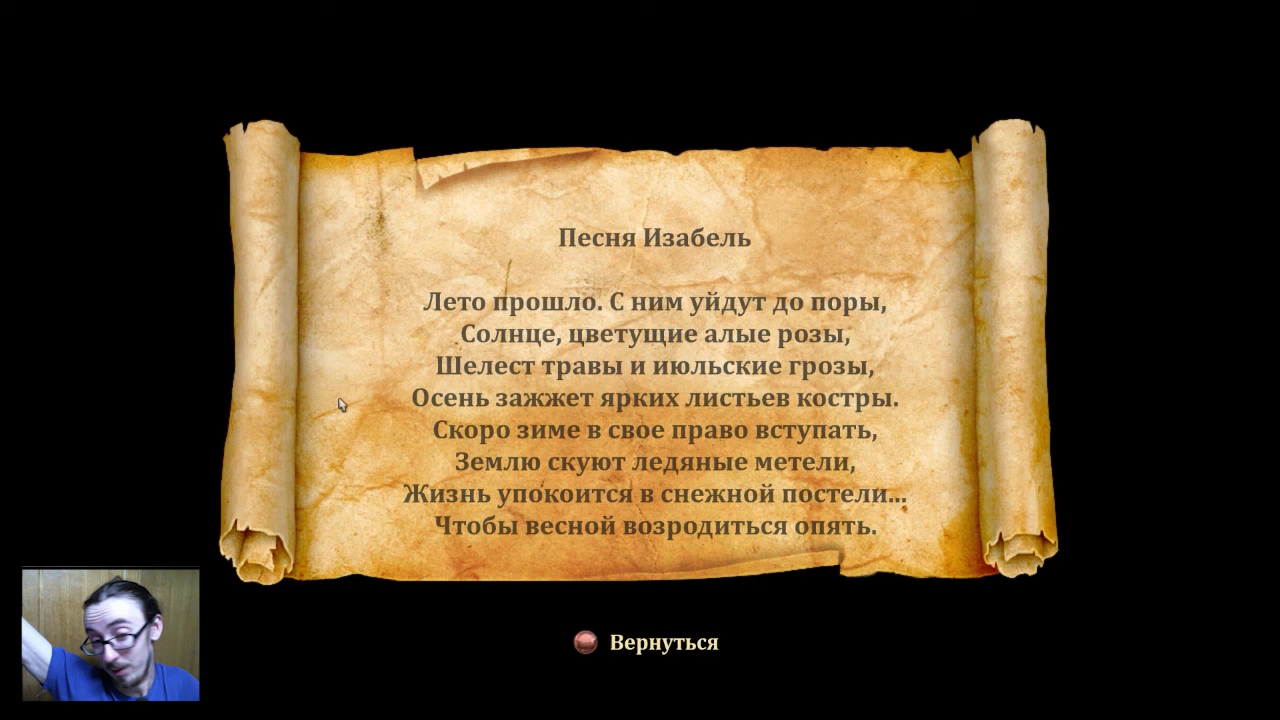 Песня Изабель
Лето прошло. С ним уйдут до поры,
Солнце, цветущие алые розы,
Шелест травы и июльские грозы,
Осень зажжет ярких листьев костры.
Скоро зиме в свое право вступать,
Землю скуют ледяные метели,
Жизнь упокоится в снежной постели...
Чтобы весной возродиться опять.
Вернуться